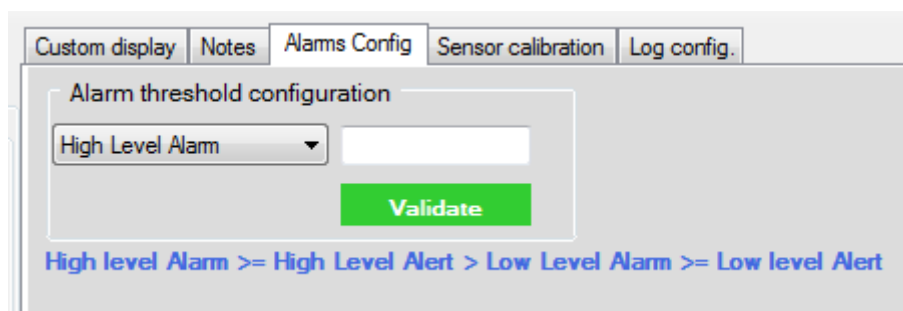 Custom display Notes Alarms Config Sensor calibration Log config.
Alarm threshold configuration
High Level Alarm
Validate
High level Alarm >= High Level Alert > Low Level Alarm >= Low level Alert